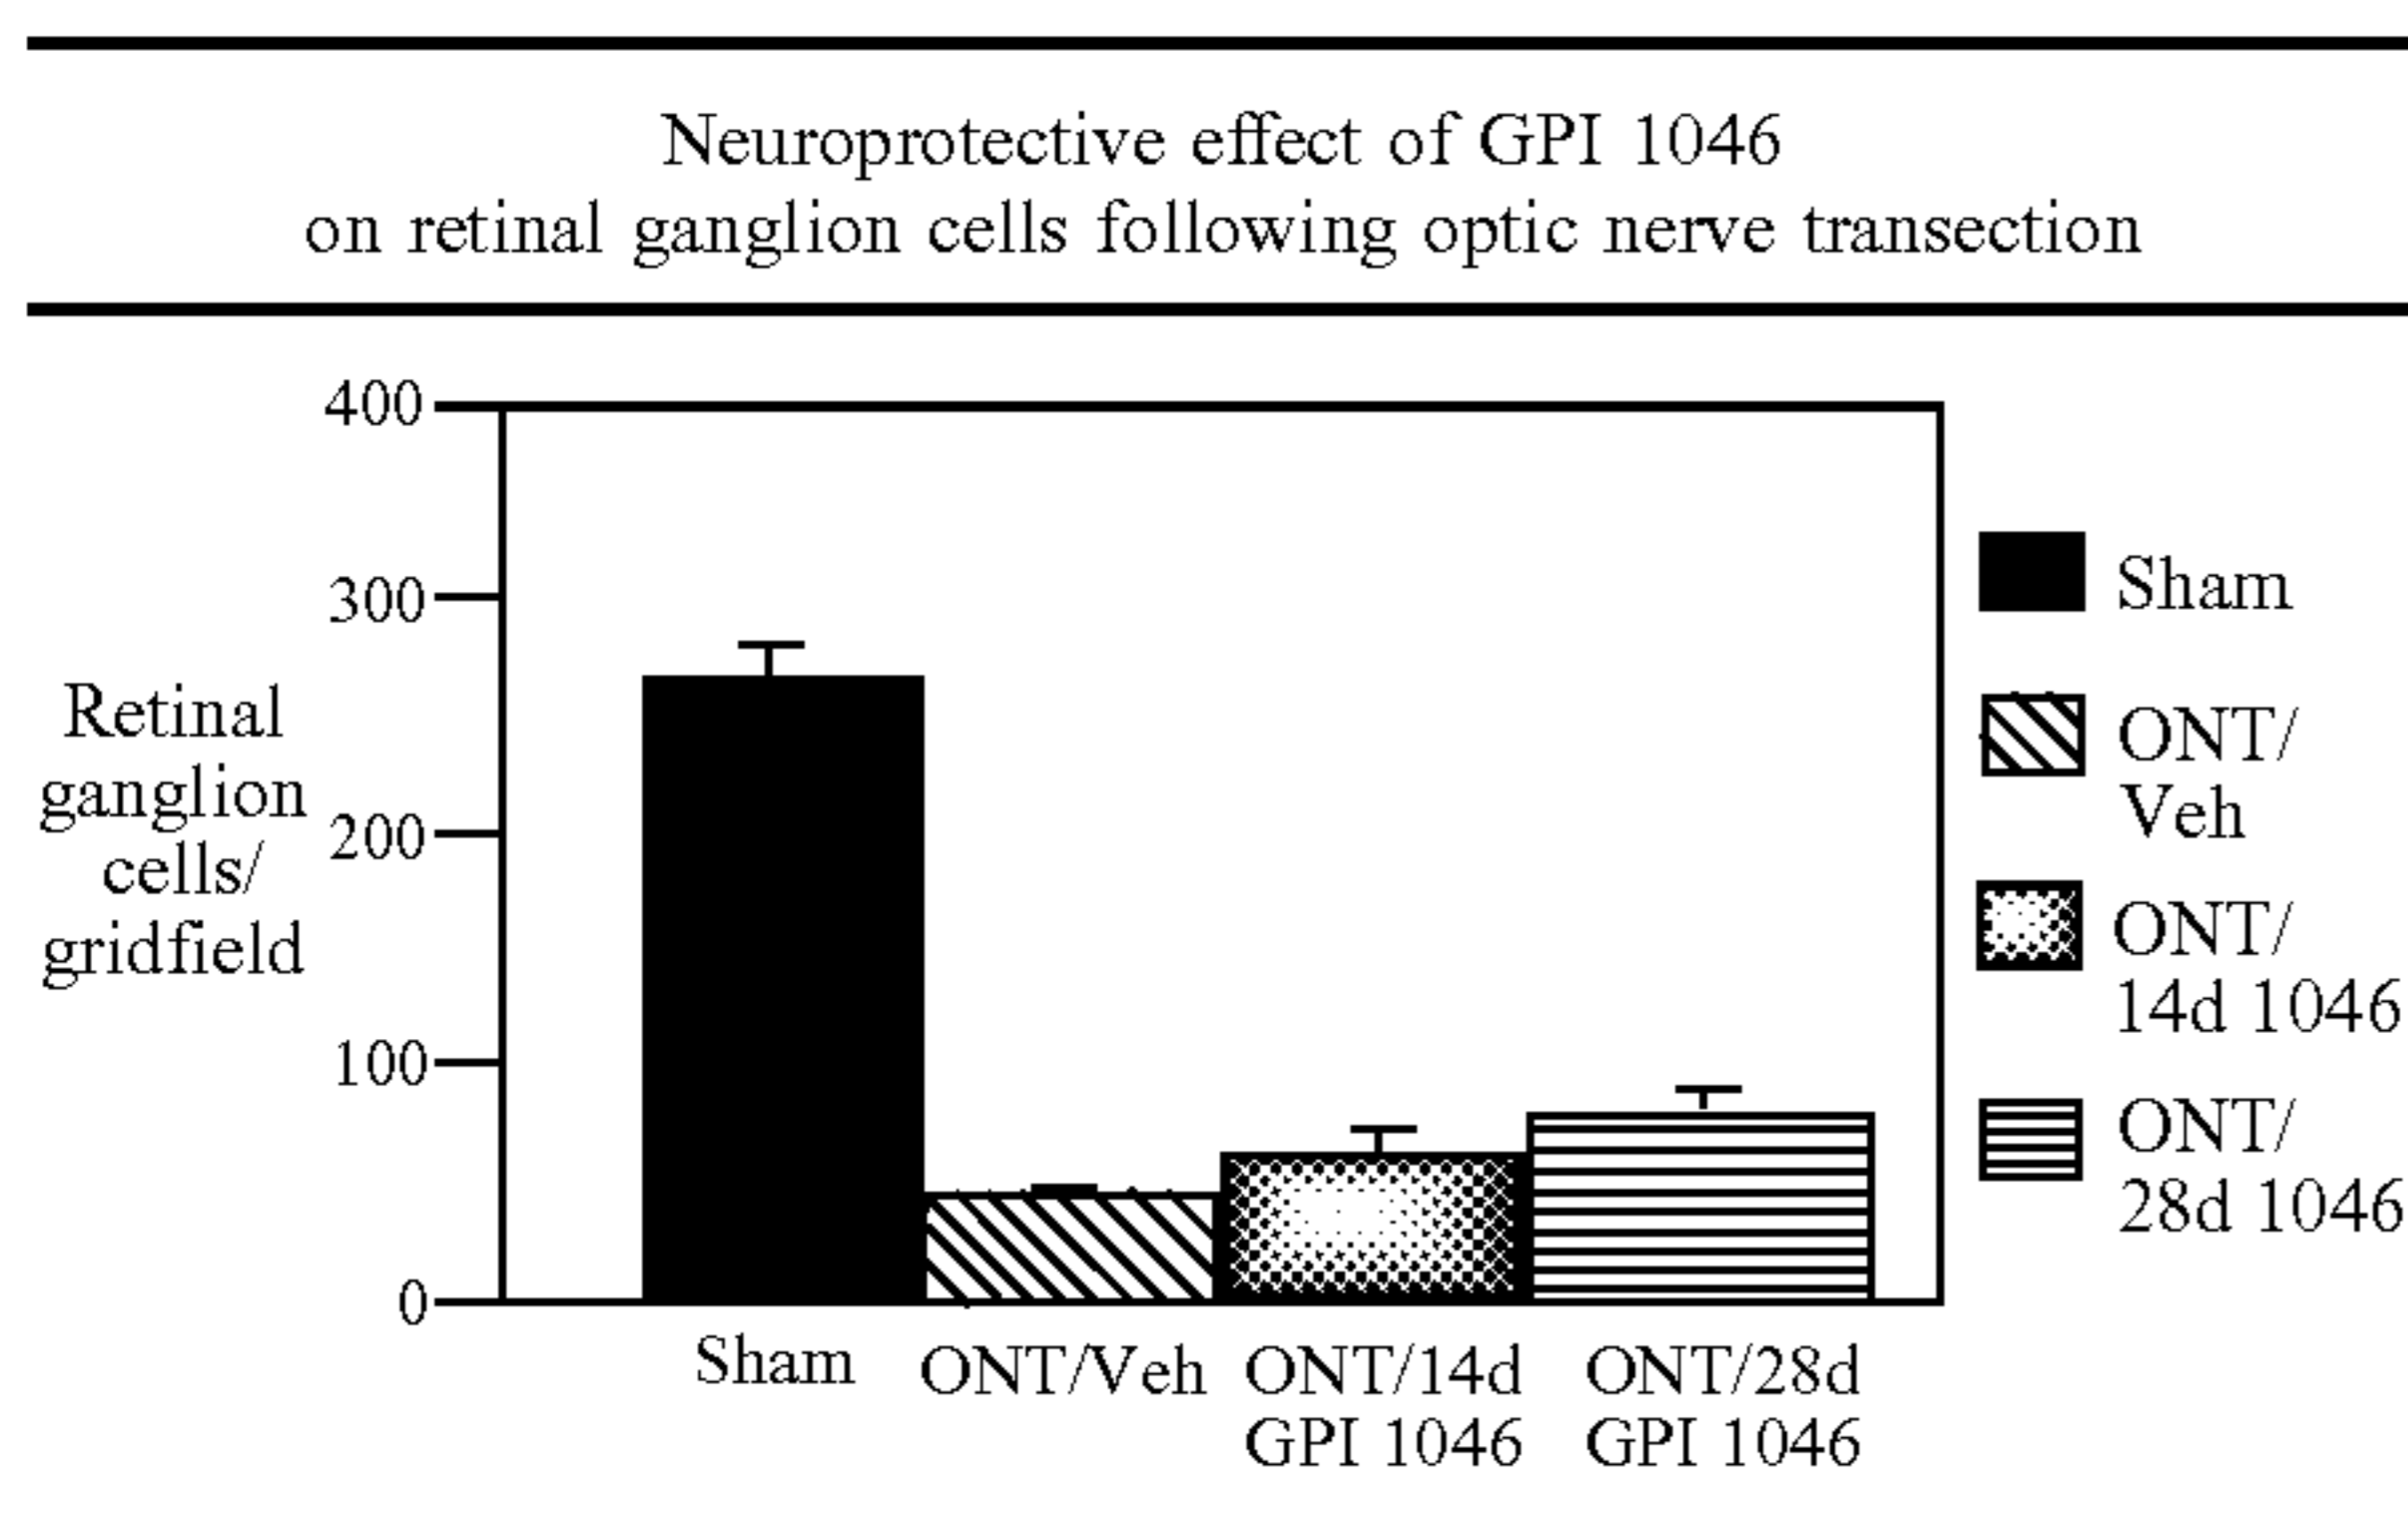 Neuroprotective effect of GPI 1046
on retinal ganglion cells following optic nerve transection
400
300
200
100
0
Retinal
ganglion
cells/
gridfield
Sham
ONT/Veh
ONT/14d
GPI 1046
ONT/28d
GPI 1046
Sham
ONT/
Veh
ONT/
14d 1046
ONT/
28d 1046